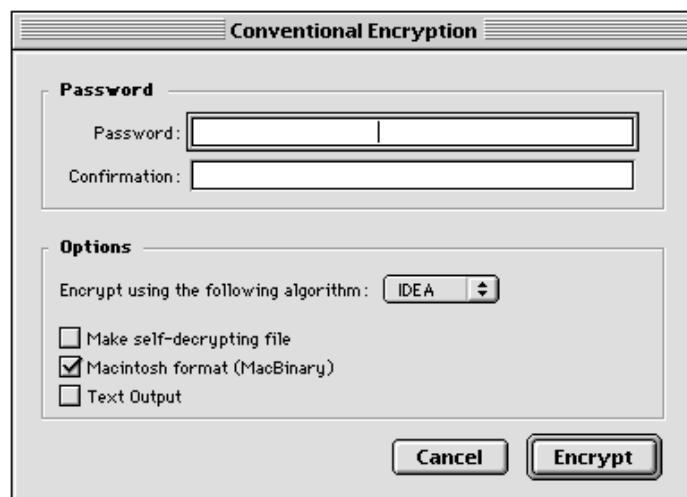 Conventional Encryption
Password
Password:
Confirmation:
Options
Encrypt using the following algorithm: IDEA
Make self-decrypting file
Macintosh format (MacBinary)
Text Output
Cancel Encrypt